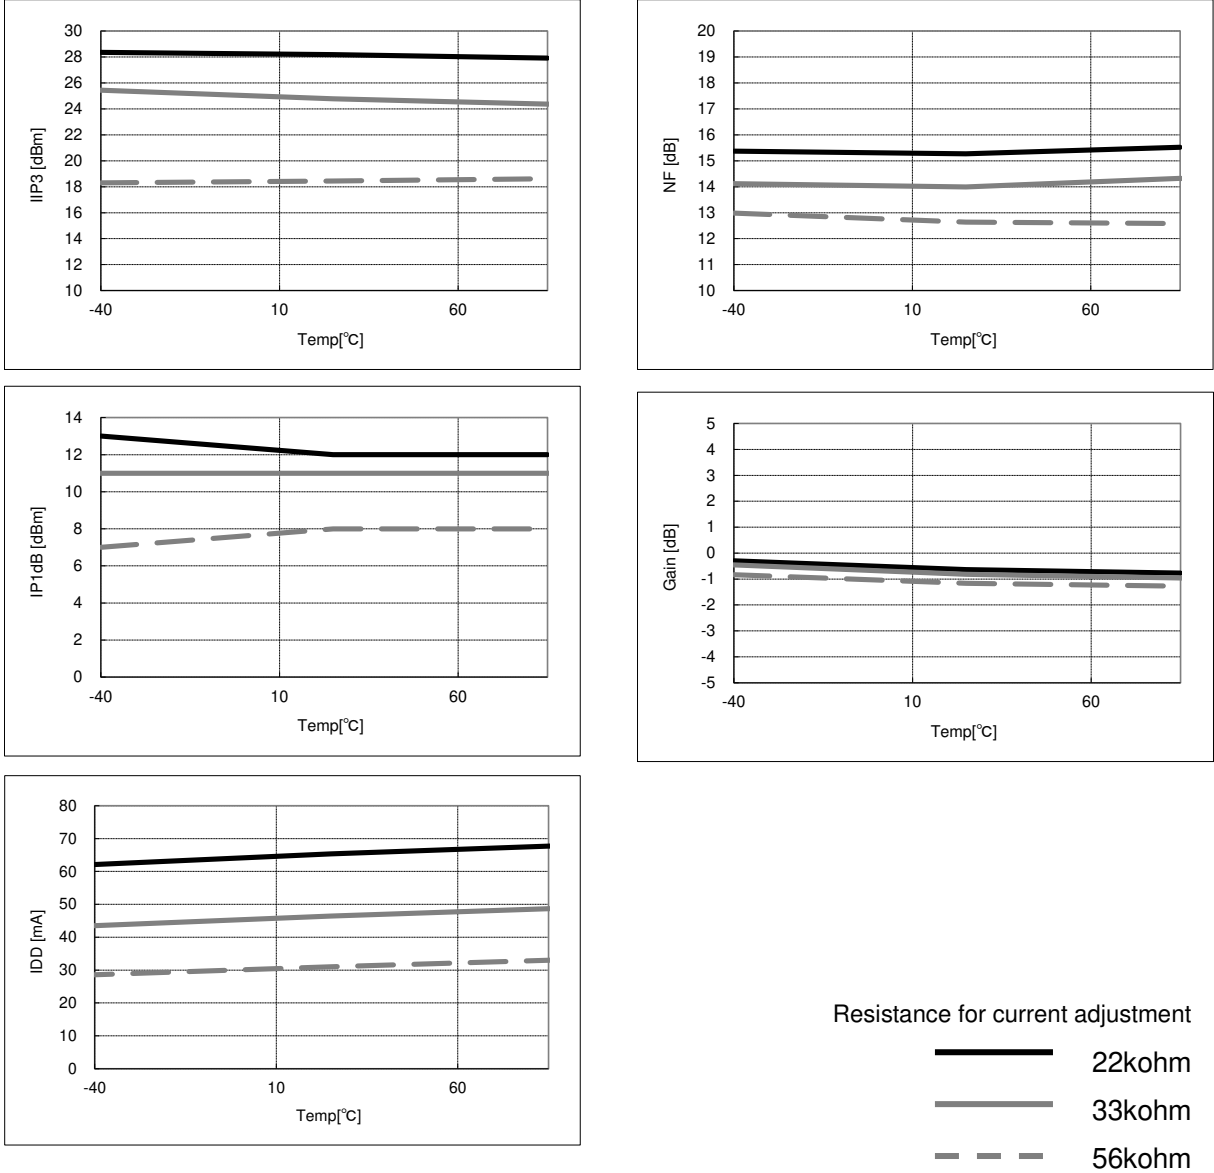 IIP3 [dBm]
30
28
26
24
22
20
18
16
14
12
10
-40 10 60
Temp[°C]
NF [dB]
20
19
18
17
16
15
14
13
12
11
10
-40 10 60
Temp[°C]
IP1dB [dBm]
14
12
10
8
6
4
2
0
-40 10 60
Temp[°C]
Gain [dB]
5
4
3
2
1
0
-1
-2
-3
-4
-5
-40 10 60
Temp[°C]
IDD [mA]
80
70
60
50
40
30
20
10
0
-40 10 60
Temp[°C]
Resistance for current adjustment
22kohm
33kohm
56kohm